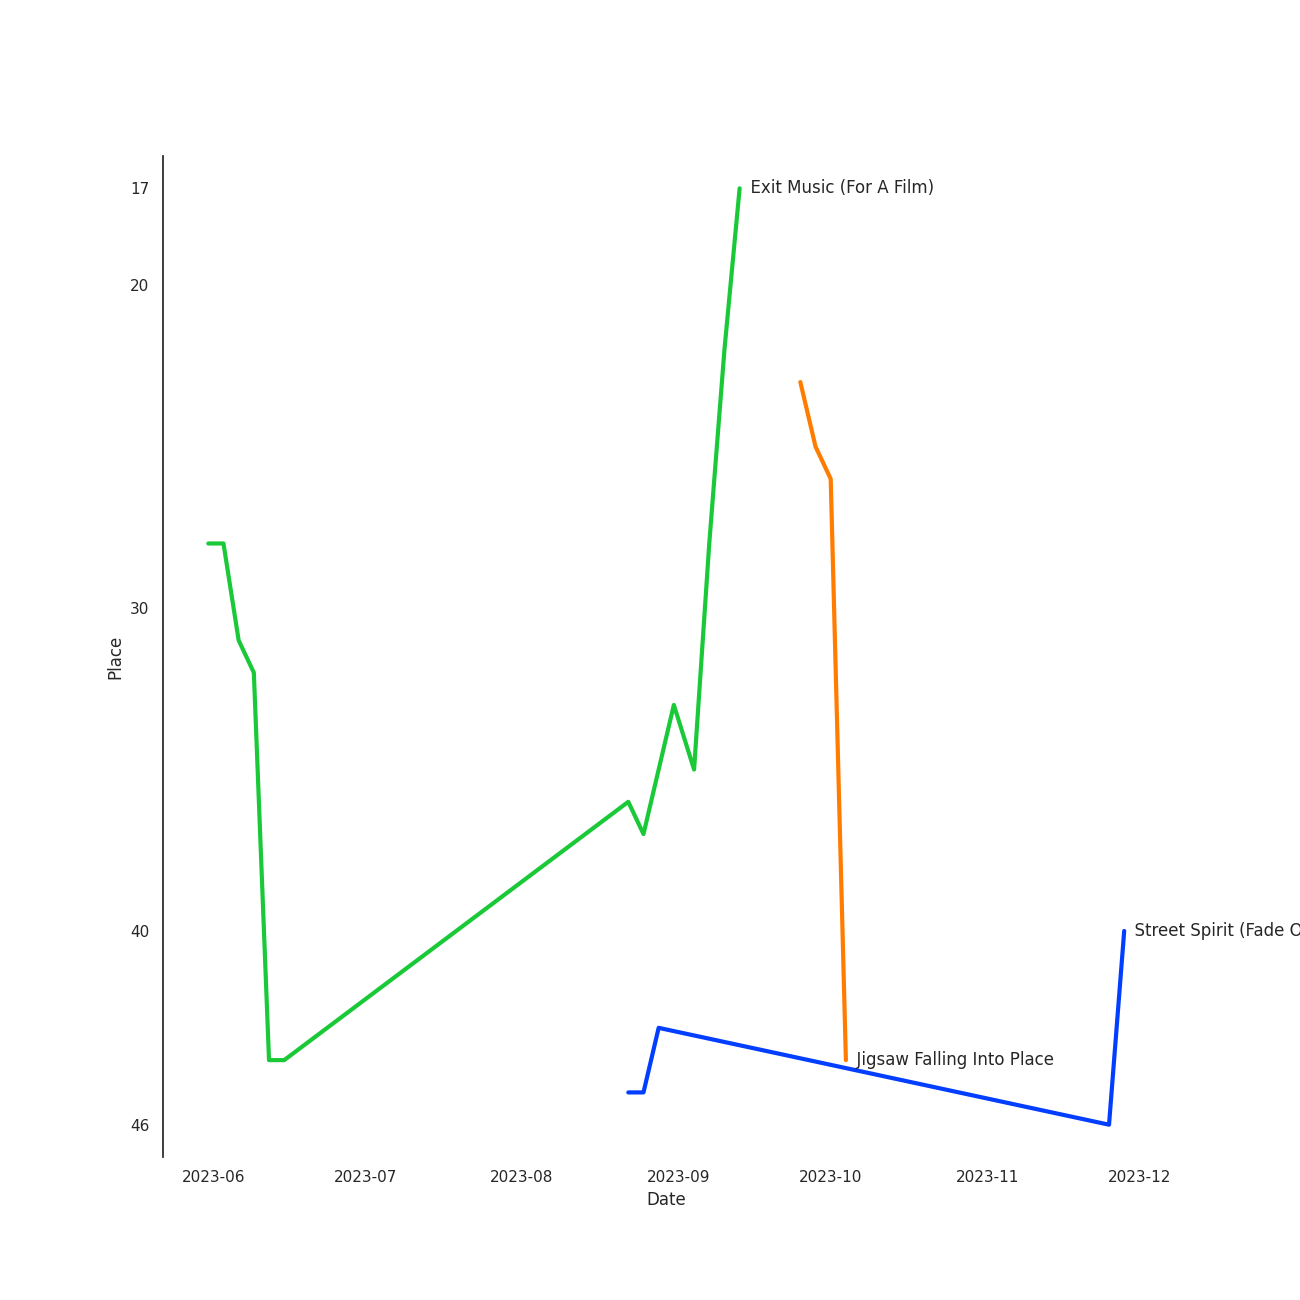 17
Exit Music (For A Film)
20
30
Place
40
Street Spirit (Fade
Jigsaw Falling Into Place
46
2023-06 2023-07 2023-08 2023-09 2023-10 2023-11 2023-12
Date